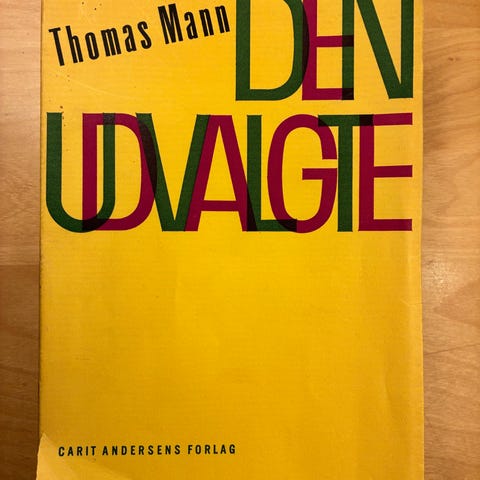 Thomas Mann
DEN
UDVALGTE
CARIT ANDERSENS FORLAG